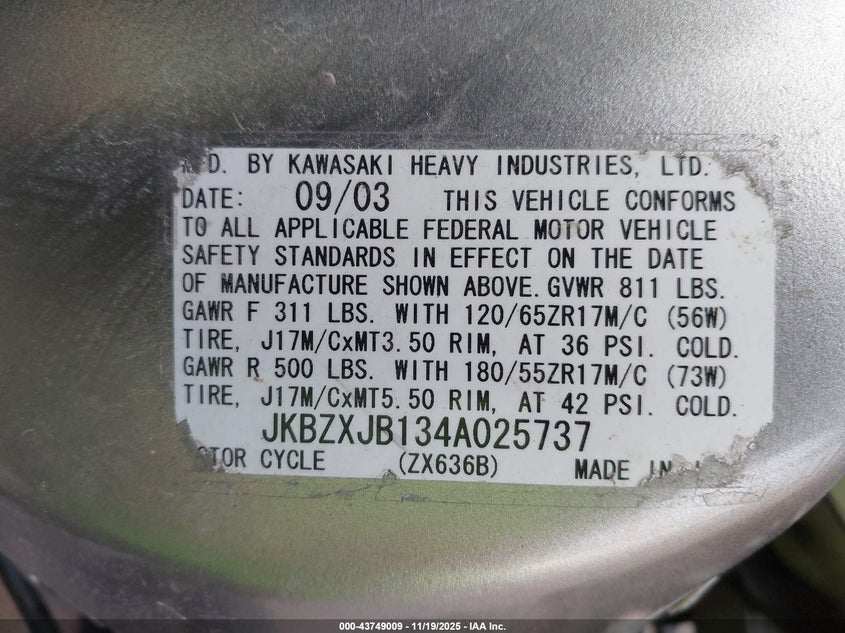 BY KAWASAKI HEAVY INDUSTRIES, LTD.
DATE: 09/03 THIS VEHICLE CONFORMS
TO ALL APPLICABLE FEDERAL MOTOR VEHICLE
SAFETY STANDARDS IN EFFECT ON THE DATE
OF MANUFACTURE SHOWN ABOVE. GVWR 811 LBS.
GAWR F 311 LBS. WITH 120/65ZR17M/C (56W)
TIRE, J17M/CxMT3.50 RIM, AT 36 PSI. COLD.
GAWR R 500 LBS. WITH 180/55ZR17M/C (73W)
TIRE, J17M/CxMT5.50 RIM, AT 42 PSI. COLD.
JKBZXJB134A025737
CYCLE (ZX636B) MADE IN
000-43749009 - 11/19/2025 - IAA Inc.